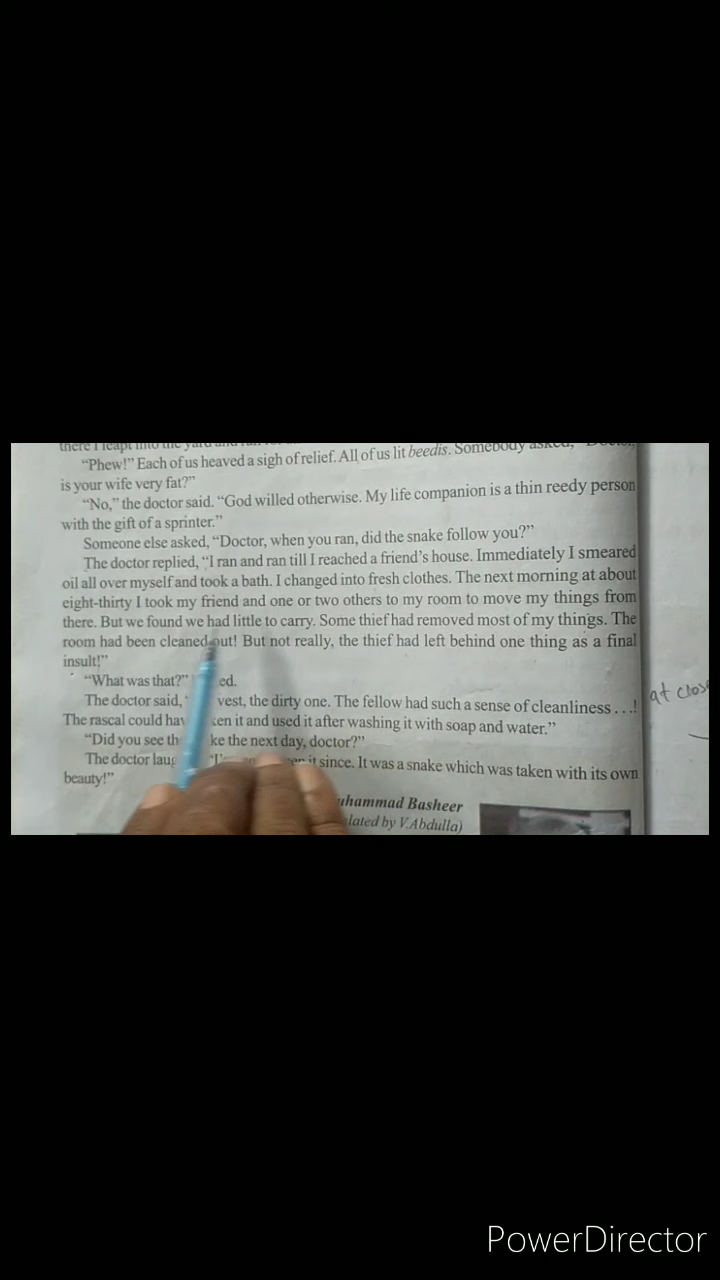 "Phew!" Each of us heaved a sigh of relief. All of us lit beedis. Somebody asked, "Doctor,
is your wife very fat?"
"No," the doctor said. "God willed otherwise. My life companion is a thin reedy person
with the gift of a sprinter."
Someone else asked, "Doctor, when you ran, did the snake follow you?"
The doctor replied, "I ran and ran till I reached a friend's house. Immediately I smeared
oil all over myself and took a bath. I changed into fresh clothes. The next morning at about
eight-thirty I took my friend and one or two others to my room to move my things from
there. But we found we had little to carry. Some thief had removed most of my things. The
room had been cleaned out! But not really, the thief had left behind one thing as a final
insult!"
"What was that?" ed.
The doctor said, vest, the dirty one. The fellow had such a sense of cleanliness . . .!
The rascal could hav ken it and used it after washing it with soap and water."
"Did you see th ke the next day, doctor?"
The doctor laug it since. It was a snake which was taken with its own
beauty!"
uhammad Basheer
lated by V.Abdulla)
at close
PowerDirector